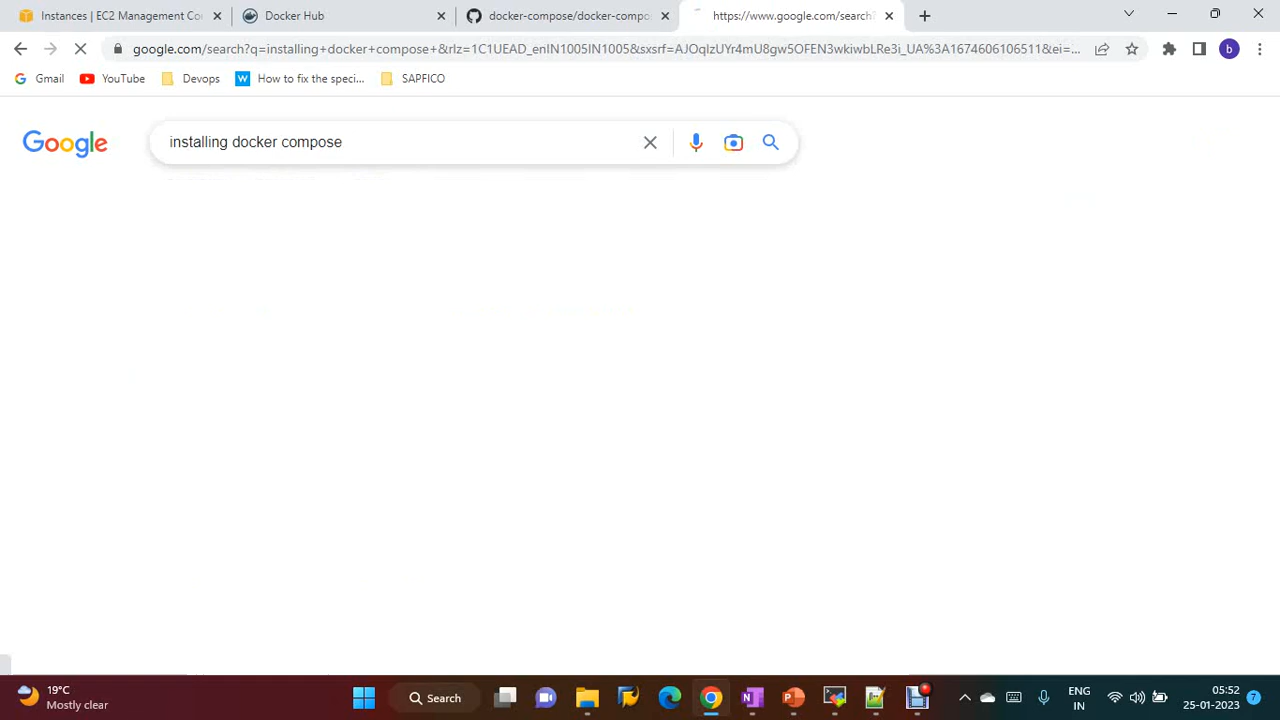 Instances | EC2 Management Co
Docker Hub
docker-compose/docker-compo
https://www.google.com/search?
google.com/search?q=installing+docker+compose+&rlz=1C1UEAD_enIN1005IN1005&sxsrf=AJOqlzUYr4mU8gw5OFEN3wkiwbLRe3i_UA%3A1674606106511&ei=...
b
Gmail
YouTube
Devops
How to fix the speci...
SAPFICO
Google
installing docker compose
19°C
Mostly clear
Search
ENG
IN
05:52
25-01-2023
7